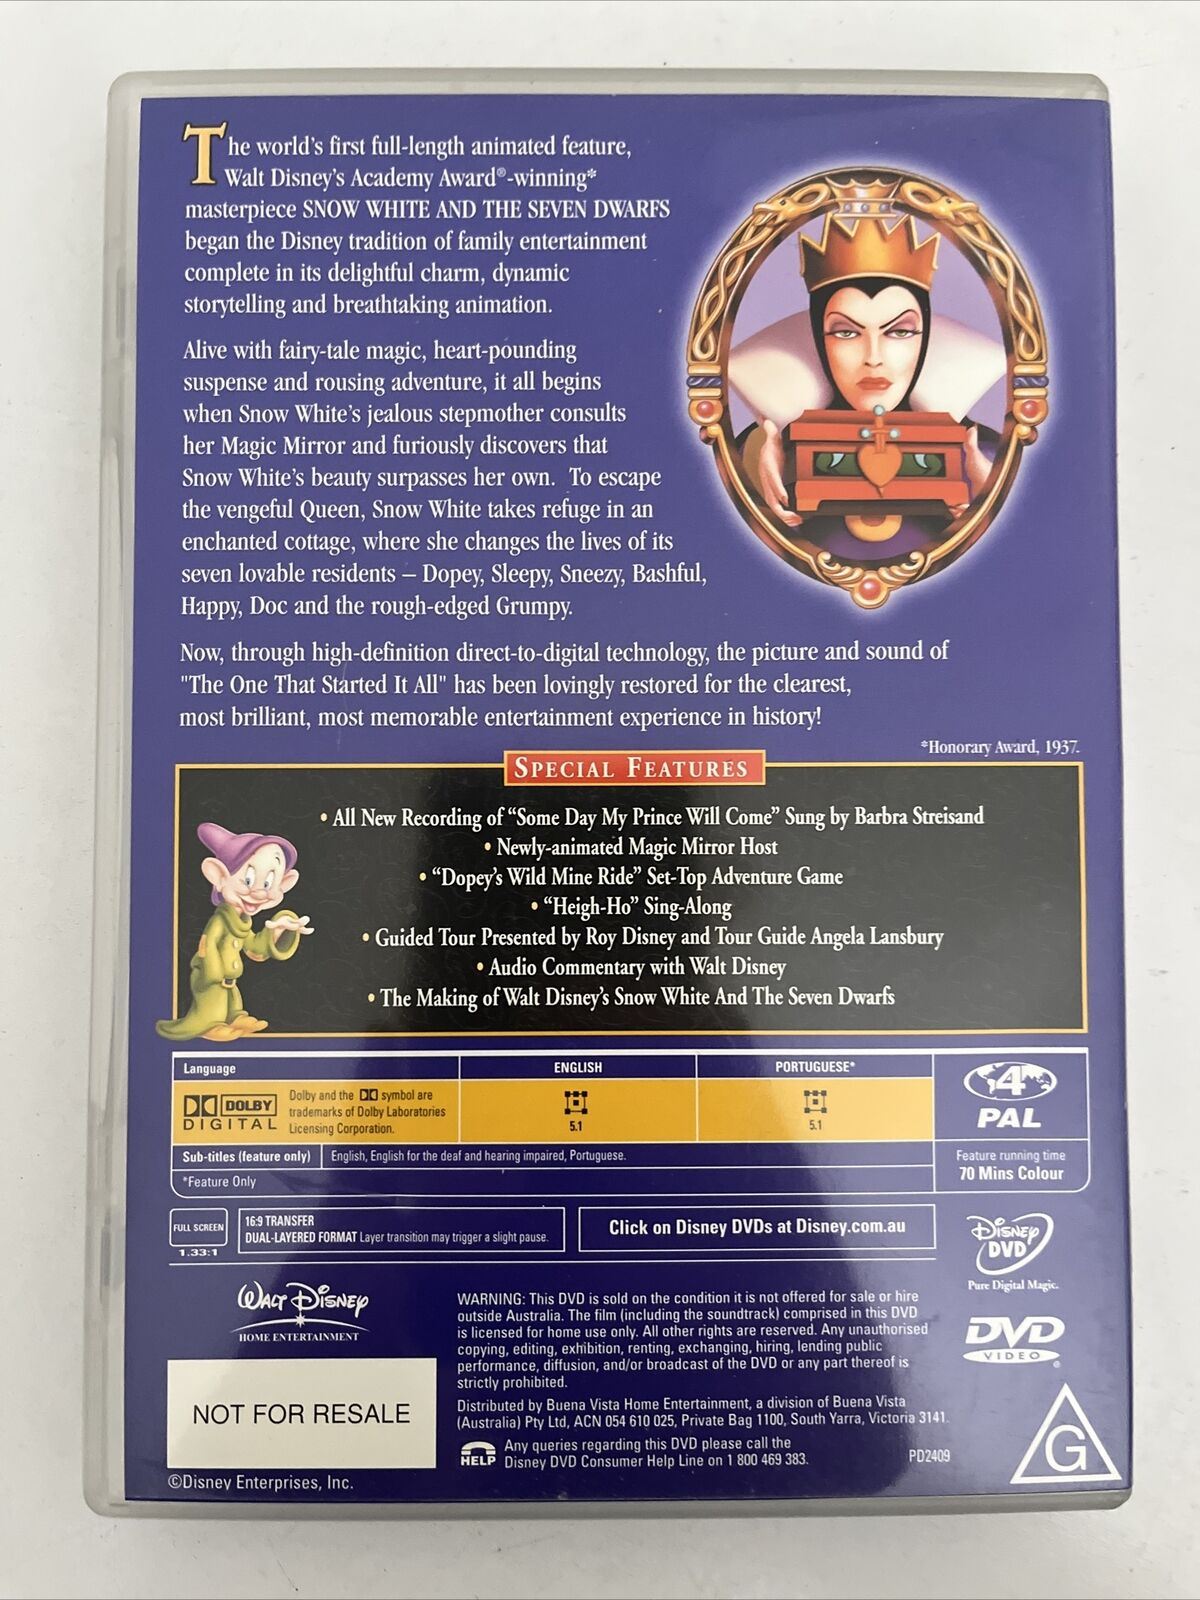 The world's first full-length animated feature,
Walt Disney's Academy Award®-winning*
masterpiece SNOW WHITE AND THE SEVEN DWARFS
began the Disney tradition of family entertainment
complete in its delightful charm, dynamic
storytelling and breathtaking animation.
Alive with fairy-tale magic, heart-pounding
suspense and rousing adventure, it all begins
when Snow White's jealous stepmother consults
her Magic Mirror and furiously discovers that
Snow White's beauty surpasses her own. To escape
the vengeful Queen, Snow White takes refuge in an
enchanted cottage, where she changes the lives of its
seven lovable residents – Dopey, Sleepy, Sneezy, Bashful,
Happy, Doc and the rough-edged Grumpy.
Now, through high-definition direct-to-digital technology, the picture and sound of
"The One That Started It All" has been lovingly restored for the clearest,
most brilliant, most memorable entertainment experience in history!
*Honorary Award, 1937.
SPECIAL FEATURES
• All New Recording of "Some Day My Prince Will Come" Sung by Barbra Streisand
• Newly-animated Magic Mirror Host
• "Dopey's Wild Mine Ride" Set-Top Adventure Game
• "Heigh-Ho" Sing-Along
• Guided Tour Presented by Roy Disney and Tour Guide Angela Lansbury
• Audio Commentary with Walt Disney
• The Making of Walt Disney's Snow White And The Seven Dwarfs
Language ENGLISH PORTUGUESE*
DOLBY
DIGITAL
Dolby and the DD symbol are
trademarks of Dolby Laboratories
Licensing Corporation.
5.1 5.1
4
PAL
Sub-titles (feature only) English, English for the deaf and hearing impaired, Portuguese.
*Feature Only
Feature running time
70 Mins Colour
FULL SCREEN
1.33:1
16:9 TRANSFER
DUAL-LAYERED FORMAT Layer transition may trigger a slight pause.
Click on Disney DVDs at Disney.com.au
Disney
DVD
Pure Digital Magic.
Walt Disney
HOME ENTERTAINMENT
WARNING: This DVD is sold on the condition it is not offered for sale or hire
outside Australia. The film (including the soundtrack) comprised in this DVD
is licensed for home use only. All other rights are reserved. Any unauthorised
copying, editing, exhibition, renting, exchanging, hiring, lending public
performance, diffusion, and/or broadcast of the DVD or any part thereof is
strictly prohibited.
Distributed by Buena Vista Home Entertainment, a division of Buena Vista
(Australia) Pty Ltd, ACN 054 610 025, Private Bag 1100, South Yarra, Victoria 3141.
HELP
Any queries regarding this DVD please call the
Disney DVD Consumer Help Line on 1 800 469 383.
PD2409
DVD
VIDEO
G
NOT FOR RESALE
©Disney Enterprises, Inc.